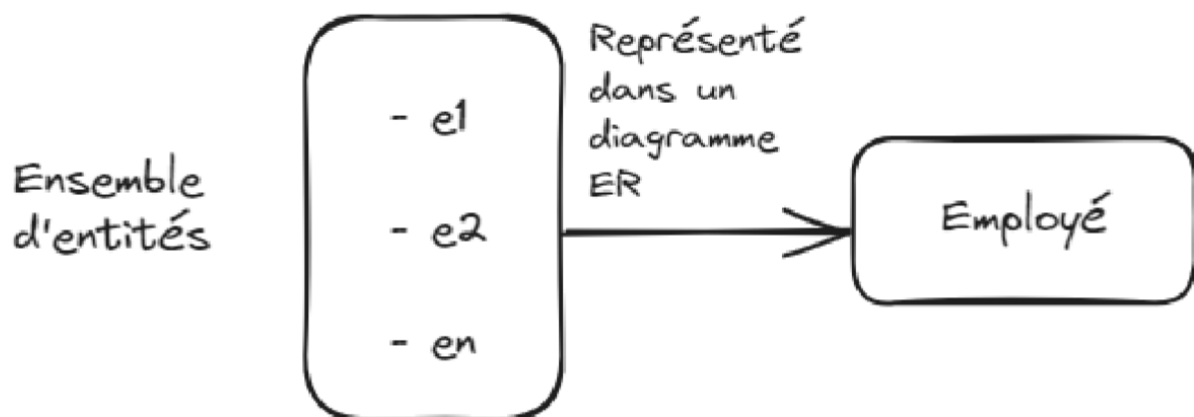 Ensemble
d'entités
- e1
- e2
- en
Représenté
dans un
diagramme
ER
Employé